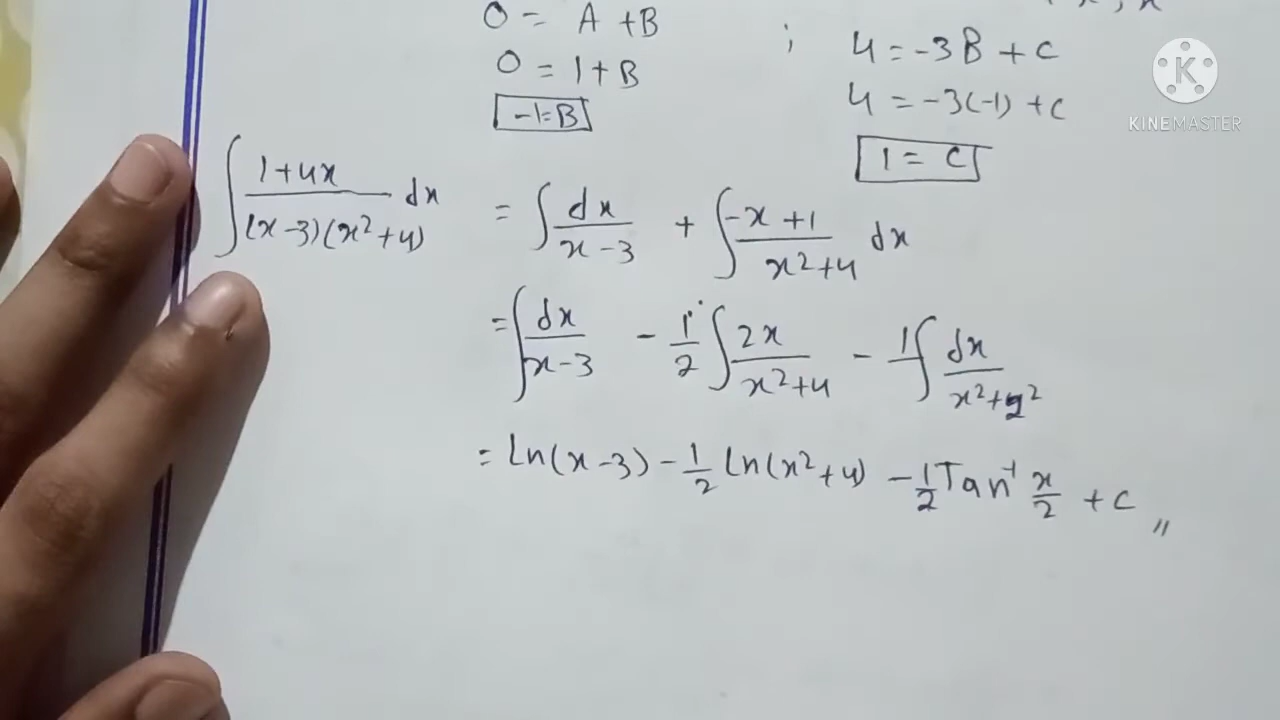 0 = A + B
0 = 1 + B
-1 = B
; 4 = -3B + C
4 = -3(-1) + C
1 = C
K
KINEMASTER
∫ 1+4x / (x-3)(x²+4) dx = ∫ dx / x-3 + ∫ -x+1 / x²+4 dx
= ∫ dx / x-3 - 1/2 ∫ 2x / x²+4 - 1 ∫ dx / x²+2²
= Ln(x-3) - 1/2 Ln(x²+4) - 1/2 Tan⁻¹ x/2 + C //